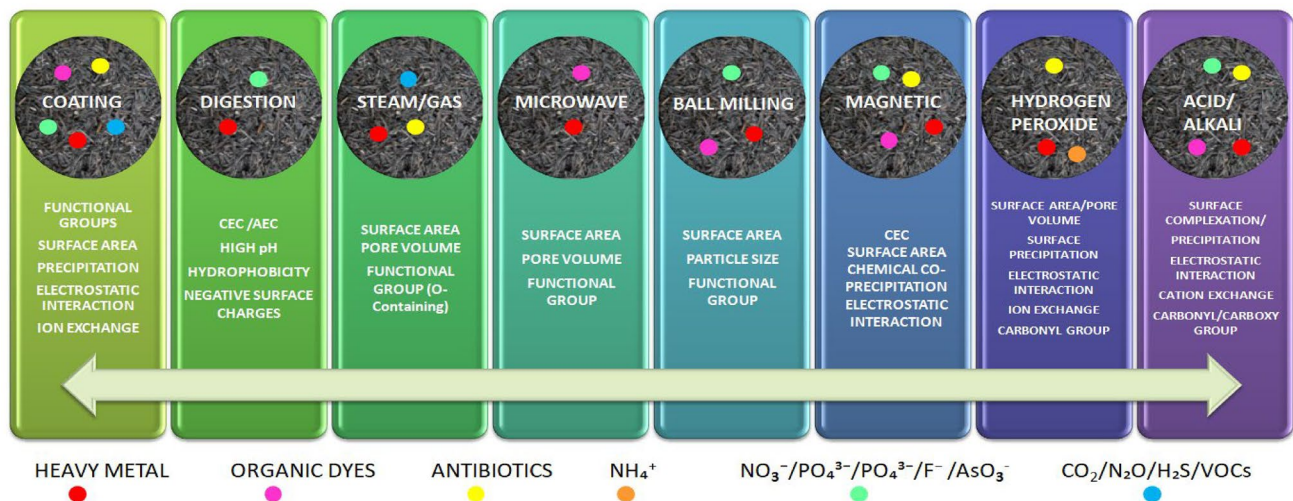 COATING
FUNCTIONAL
GROUPS
SURFACE AREA
PRECIPITATION
ELECTROSTATIC
INTERACTION
ION EXCHANGE
DIGESTION
CEC /AEC
HIGH pH
HYDROPHOBICITY
NEGATIVE SURFACE
CHARGES
STEAM/GAS
SURFACE AREA
PORE VOLUME
FUNCTIONAL
GROUP (O-
Containing)
MICROWAVE
SURFACE AREA
PORE VOLUME
FUNCTIONAL
GROUP
BALL MILLING
SURFACE AREA
PARTICLE SIZE
FUNCTIONAL
GROUP
MAGNETIC
CEC
SURFACE AREA
CHEMICAL CO-
PRECIPITATION
ELECTROSTATIC
INTERACTION
HYDROGEN
PEROXIDE
SURFACE AREA/PORE
VOLUME
SURFACE
PRECIPITATION
ELECTROSTATIC
INTERACTION
ION EXCHANGE
CARBONYL GROUP
ACID/
ALKALI
SURFACE
COMPLEXATION/
PRECIPITATION
ELECTROSTATIC
INTERACTION
CATION EXCHANGE
CARBONYL/CARBOXY
GROUP
HEAVY METAL ORGANIC DYES ANTIBIOTICS NH₄⁺ NO₃⁻/PO₄³⁻/PO₄³⁻/F⁻ /AsO₃⁻ CO₂/N₂O/H₂S/VOCs